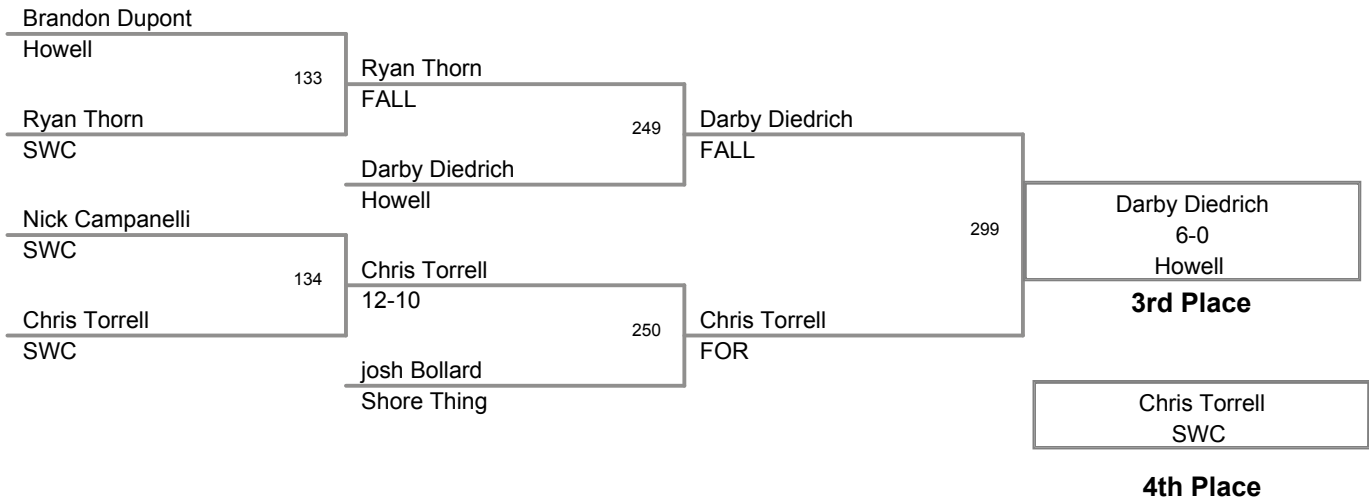 Brandon Dupont
Howell
133
Ryan Thorn
SWC
Ryan Thorn
FALL
249
Darby Diedrich
Howell
Darby Diedrich
FALL
Nick Campanelli
SWC
134
Chris Torrell
SWC
Chris Torrell
12-10
250
josh Bollard
Shore Thing
Chris Torrell
FOR
299
Darby Diedrich
6-0
Howell
3rd Place
Chris Torrell
SWC
4th Place